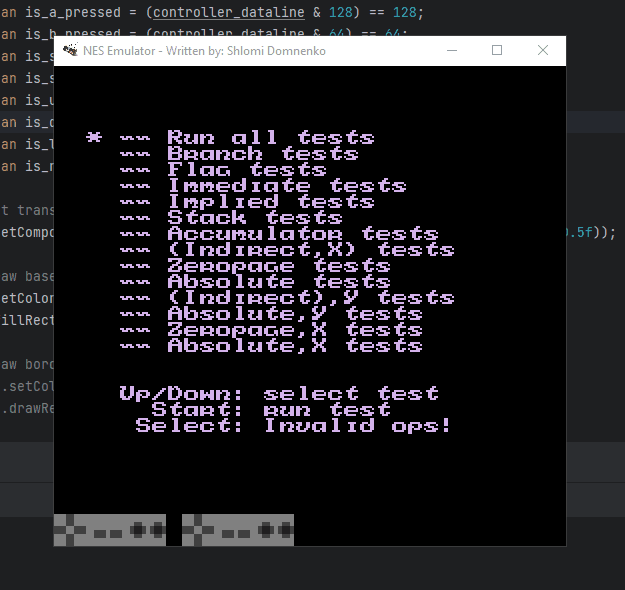 an is_a_pressed = (controller_dataline & 128) == 128;
an is_b_pressed = (controller_dataline & 64) == 64;
NES Emulator - Written by: Shlomi Domnenko
an is_s
an is_s
an is_u
an is_d
an is_l
an is_r
t trans
etCompo
0.5f));
aw base
etColor
illRect
aw bord
.setCol
.drawRe
* -- Run all tests
-- Branch tests
-- Flag tests
-- Immediate tests
-- Implied tests
-- Stack tests
-- Accumulator tests
-- (Indirect,X) tests
-- Zeropage tests
-- Absolute tests
-- (Indirect),Y tests
-- Absolute,Y tests
-- Zeropage,X tests
-- Absolute,X tests
Up/Down: select test
Start: run test
Select: Invalid ops!